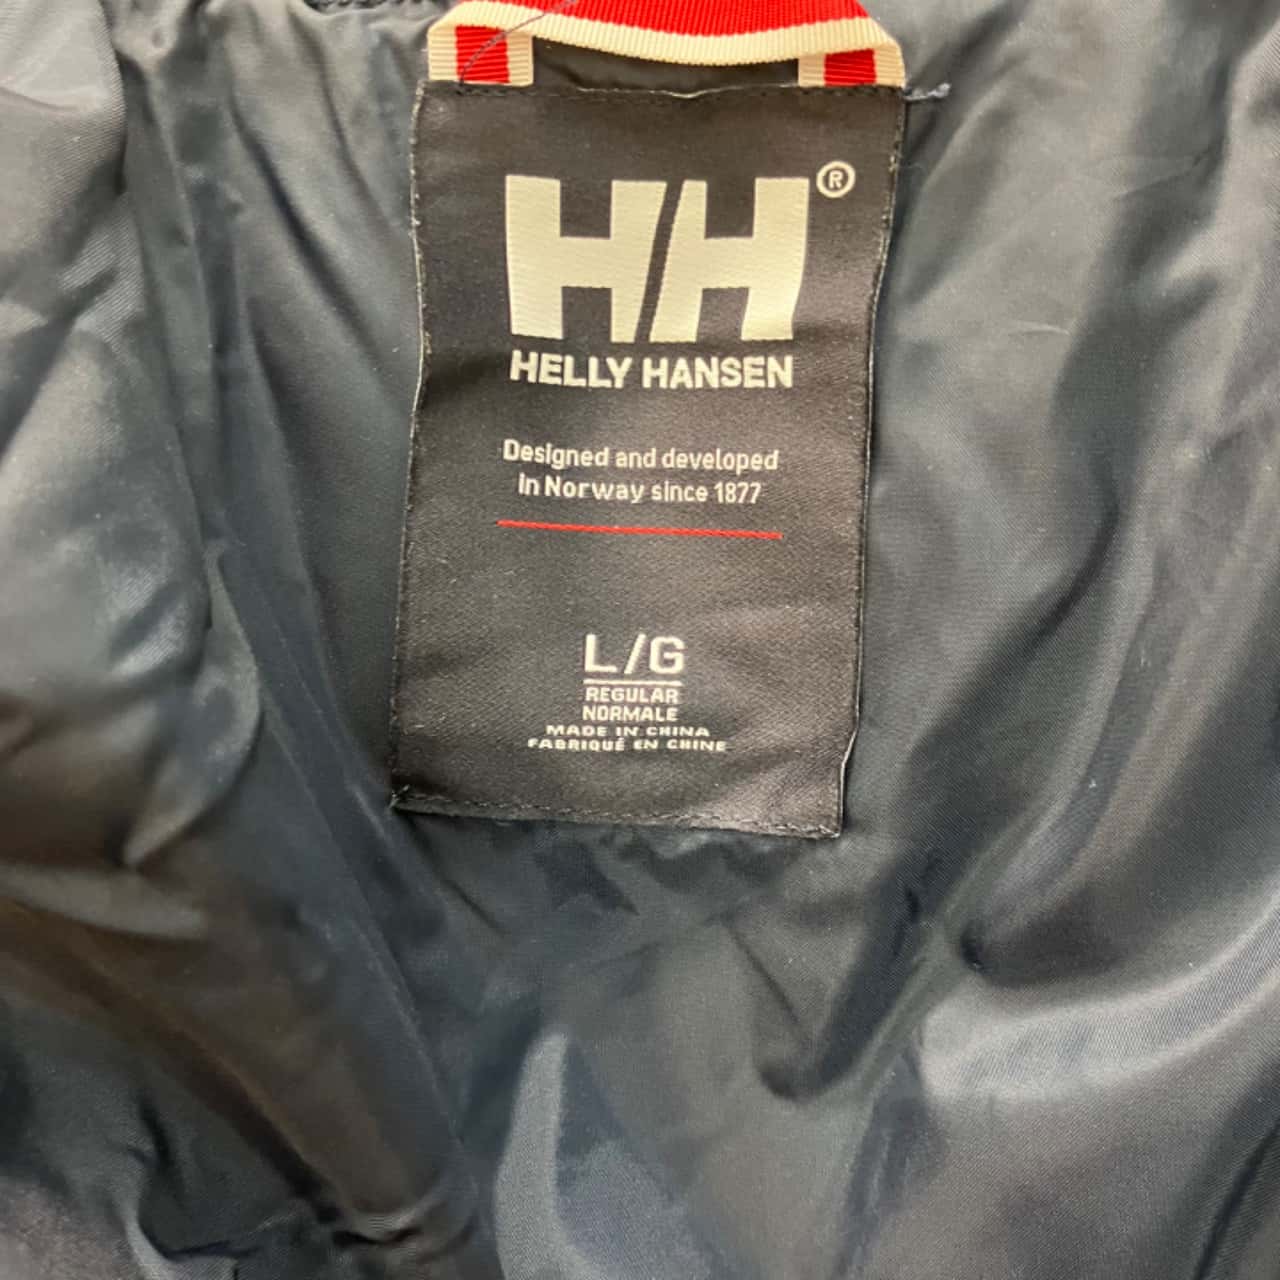 HH®
HELLY HANSEN
Designed and developed
in Norway since 1877
L/G
REGULAR
NORMALE
MADE IN CHINA
FABRIQUÉ EN CHINE